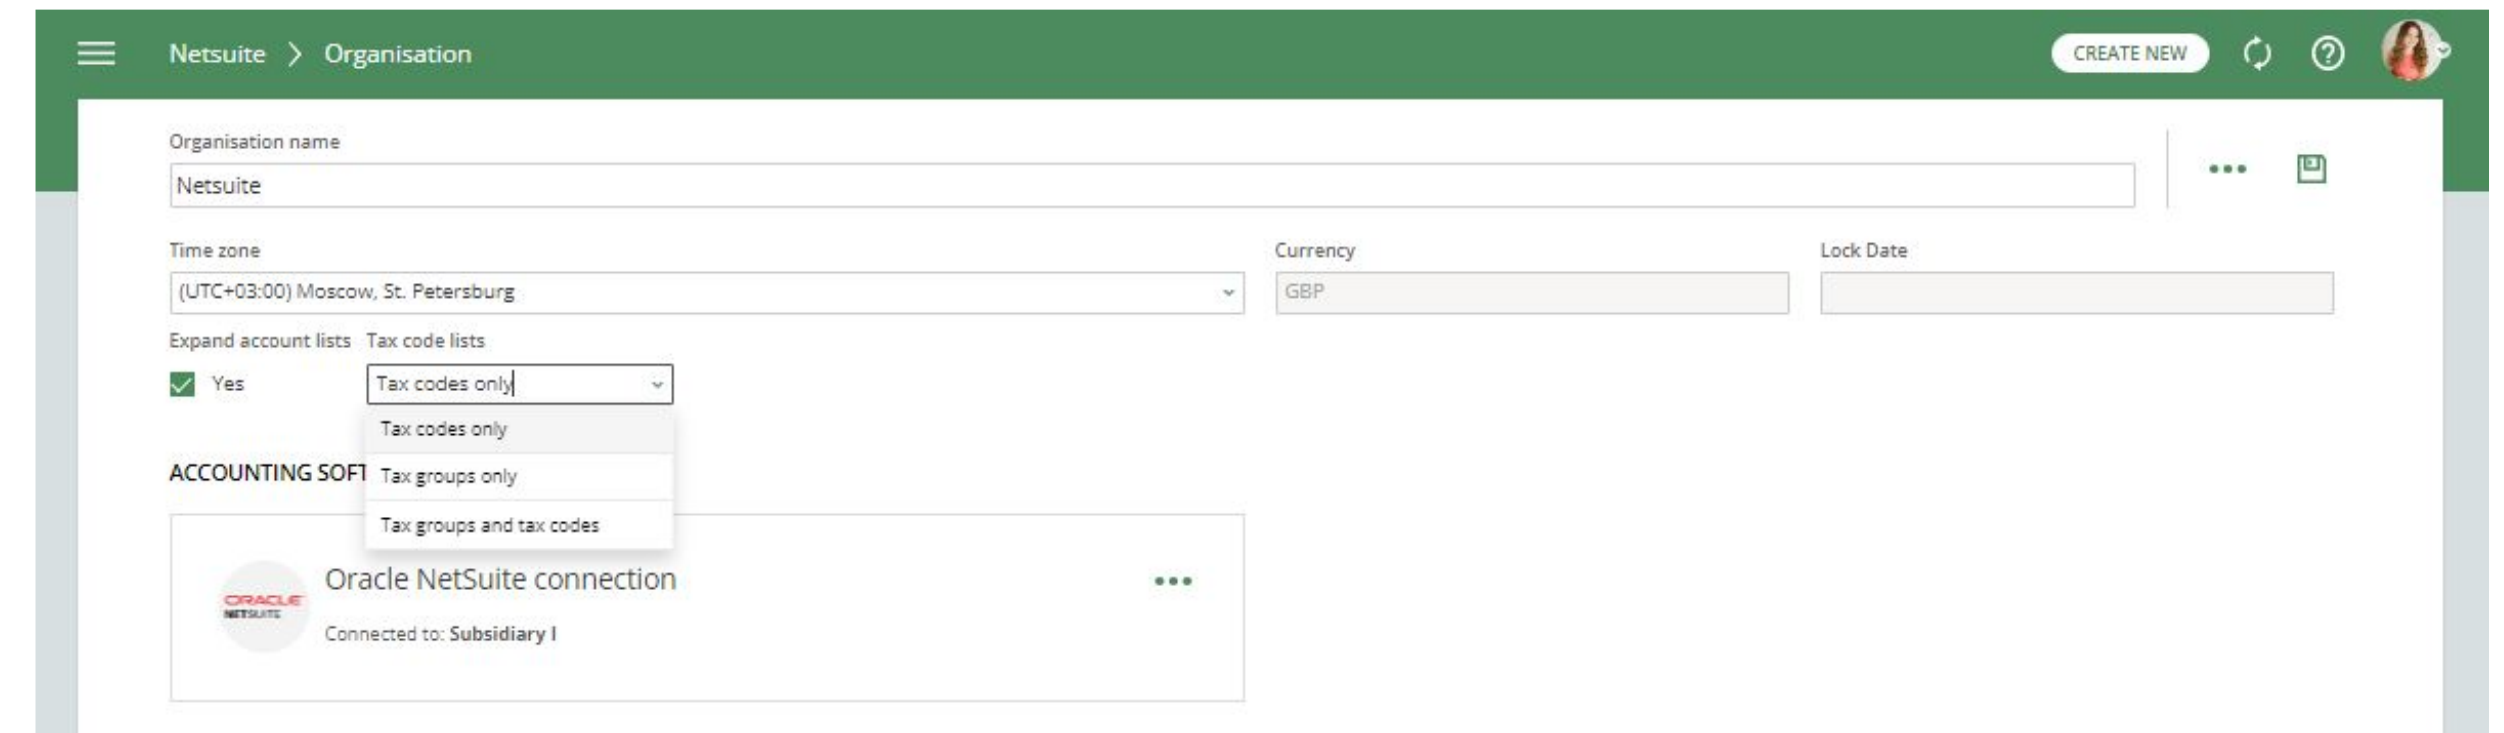 Netsuite > Organisation
CREATE NEW
Organisation name
Netsuite
Time zone
Currency
Lock Date
(UTC+03:00) Moscow, St. Petersburg
GBP
Expand account lists
Tax code lists
Yes
Tax codes only
Tax codes only
Tax groups only
Tax groups and tax codes
ACCOUNTING SOFT
ORACLE
NETSUITE
Oracle NetSuite connection
Connected to: Subsidiary I